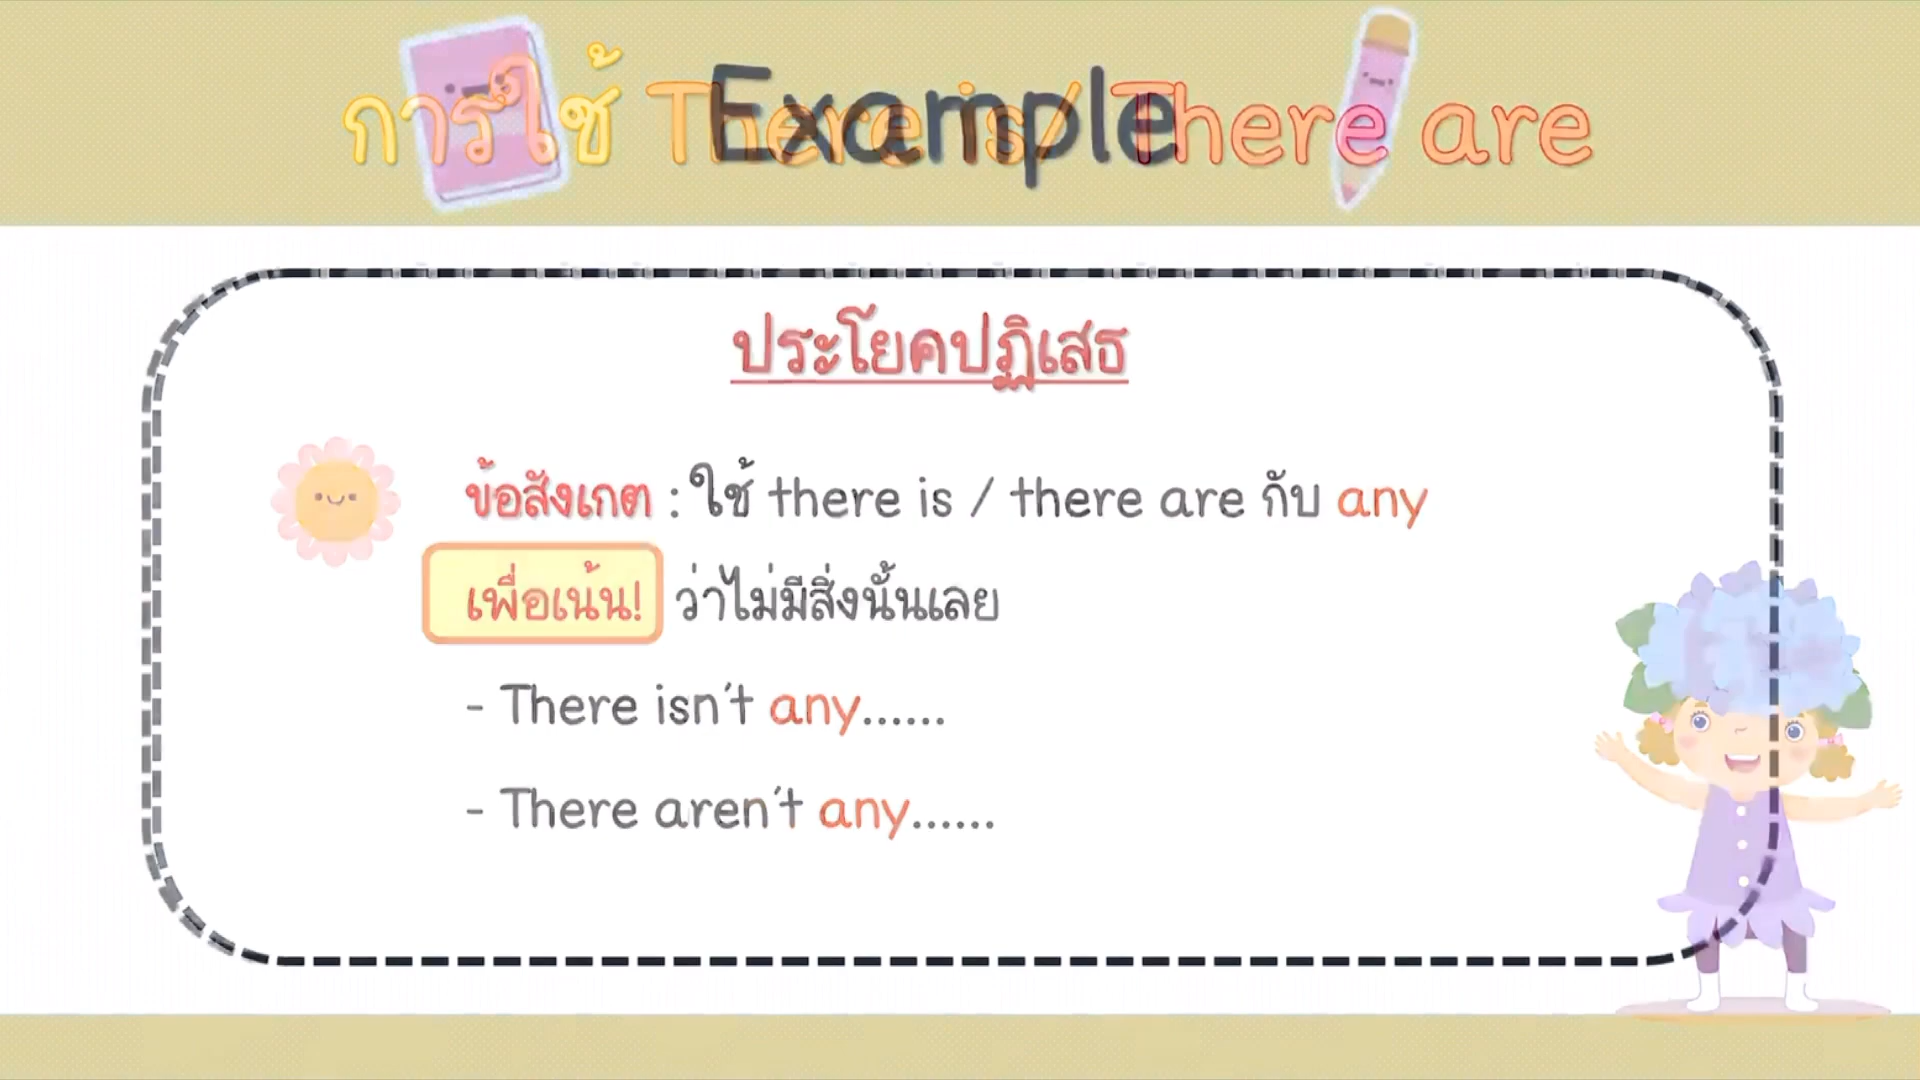 การใช้ There is/ There are
Example
ประโยคปฏิเสธ
ข้อสังเกต : ใช้ there is / there are กับ any
เพื่อเน้น! ว่าไม่มีสิ่งนั้นเลย
- There isn't any......
- There aren't any......